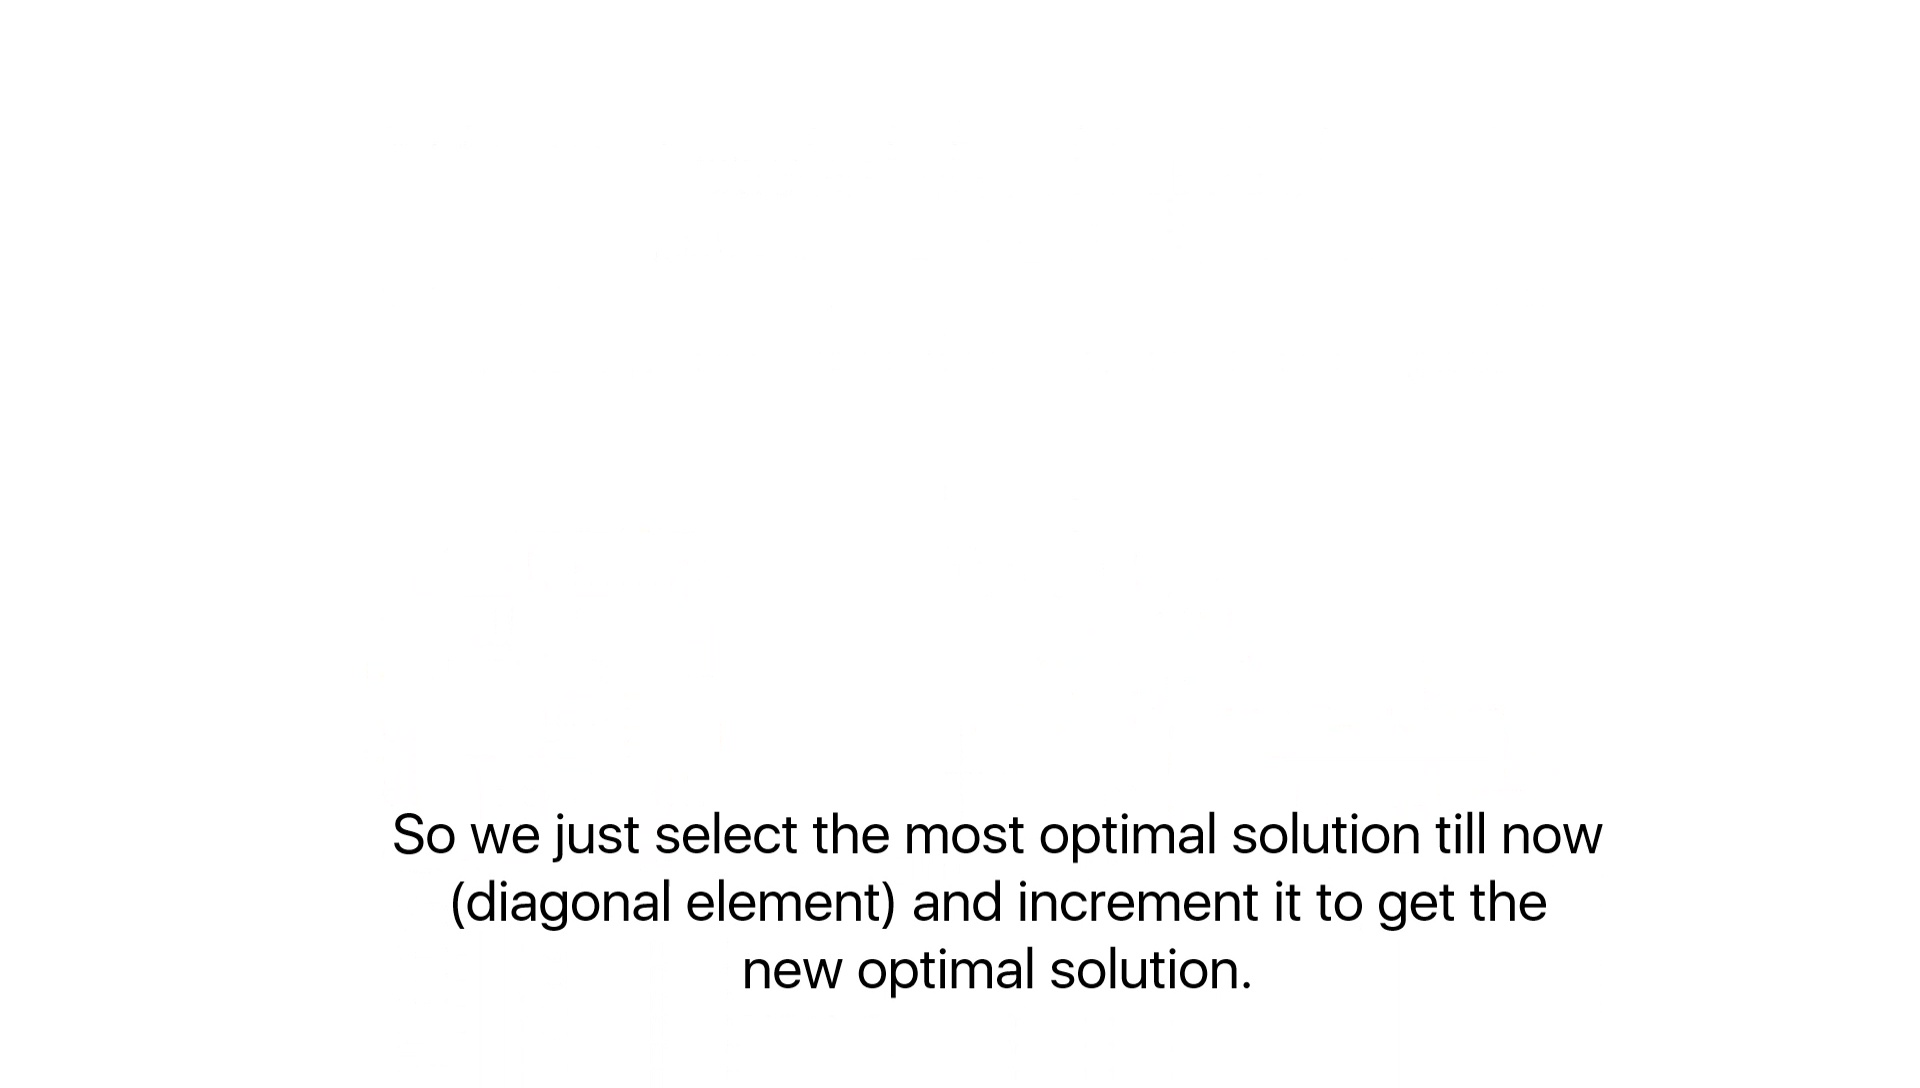 So we just select the most optimal solution till now
(diagonal element) and increment it to get the
new optimal solution.